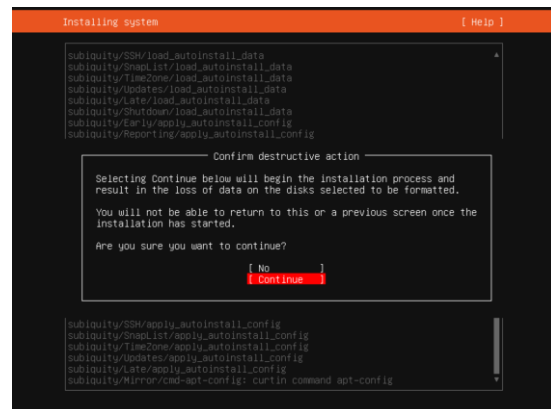 Installing system [ Help ]
subiquity/SSH/load_autoinstall_data
subiquity/SnapList/load_autoinstall_data
subiquity/TimeZone/load_autoinstall_data
subiquity/Updates/load_autoinstall_data
subiquity/Late/load_autoinstall_data
subiquity/Shutdown/load_autoinstall_data
subiquity/Early/apply_autoinstall_config
subiquity/Reporting/apply_autoinstall_config
Confirm destructive action
Selecting Continue below will begin the installation process and
result in the loss of data on the disks selected to be formatted.
You will not be able to return to this or a previous screen once the
installation has started.
Are you sure you want to continue?
[ No ]
[ Continue ]
subiquity/SSH/apply_autoinstall_config
subiquity/SnapList/apply_autoinstall_config
subiquity/TimeZone/apply_autoinstall_config
subiquity/Updates/apply_autoinstall_config
subiquity/Late/apply_autoinstall_config
subiquity/Mirror/cmd-apt-config: curtin command apt-config